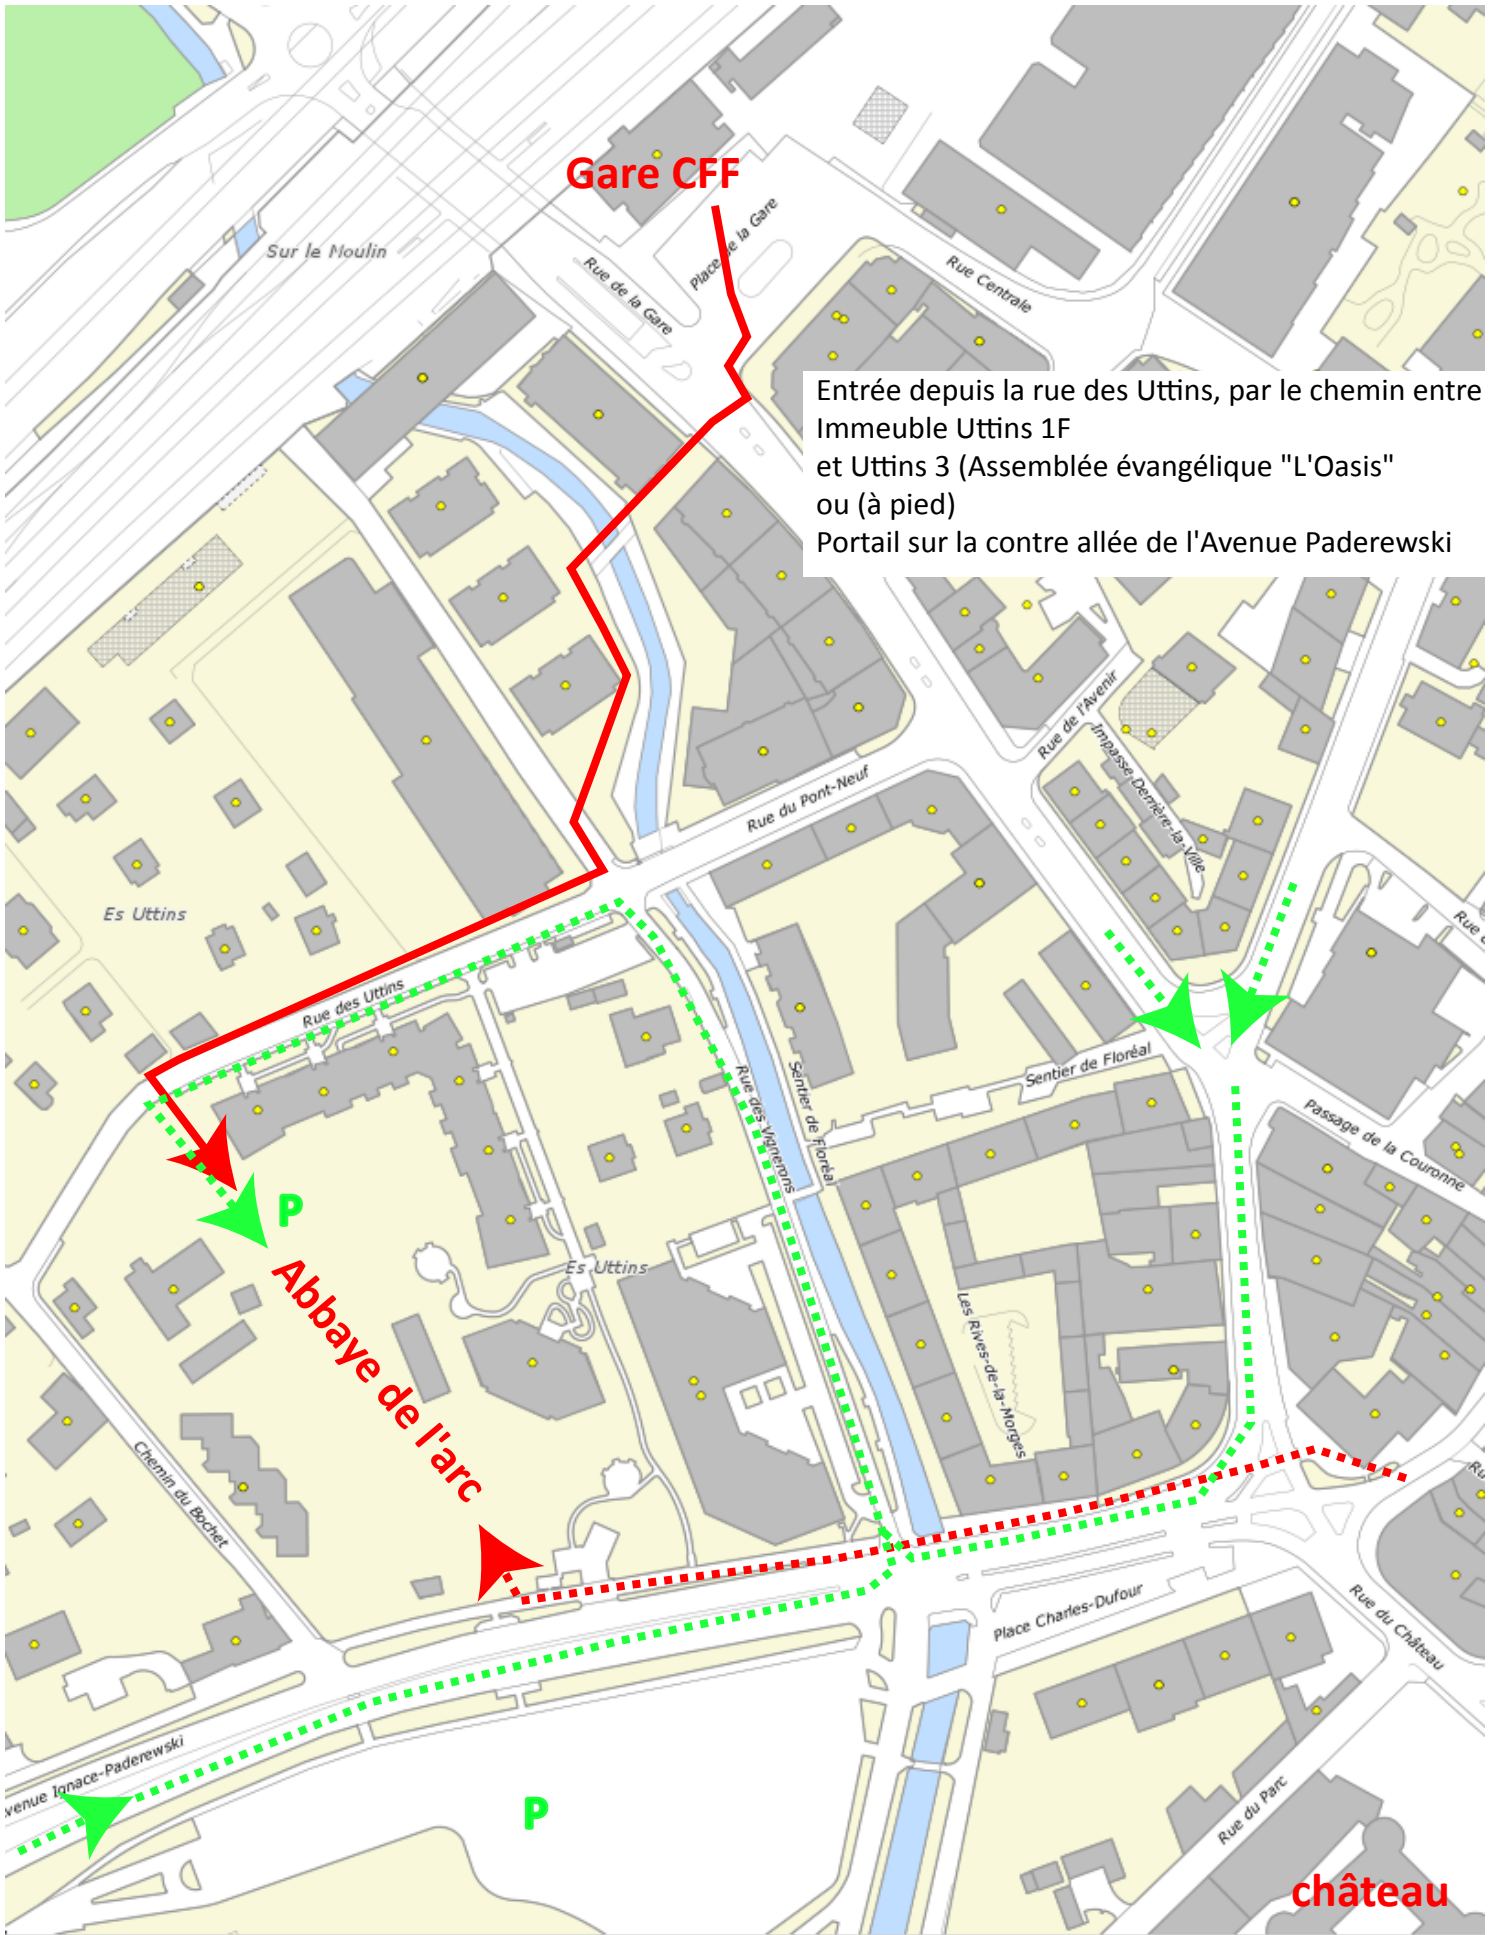 Gare CFF
Place de la Gare
Sur le Moulin
Rue de la Gare
Rue Centrale
Entrée depuis la rue des Uttins, par le chemin entre
Immeuble Uttins 1F
et Uttins 3 (Assemblée évangélique "L'Oasis"
ou (à pied)
Portail sur la contre allée de l'Avenue Paderewski
Rue de l'Avenir
Impasse Derrière-la-Ville
Rue du Pont-Neuf
Es Uttins
Rue des Uttins
Rue des Vignerons
Sentier de Floréal
Sentier de Floréal
Passage de la Couronne
P
Abbaye de l'arc
Es Uttins
Les Rives-de-la-Morges
Chemin du Bochet
Place Charles-Dufour
Rue du Château
venue Ignace-Paderewski
P
Rue du Parc
château